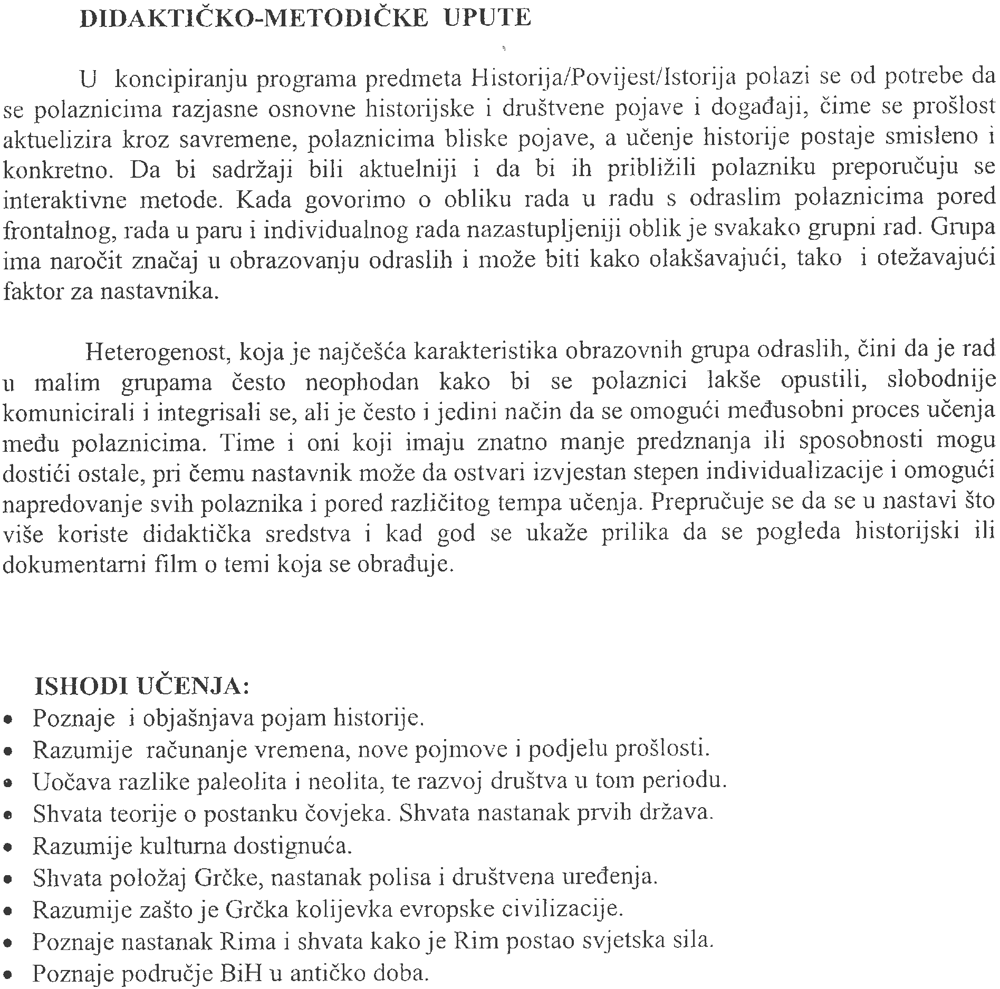 DIDAKTIČKO-METODIČKE UPUTE
U koncipiranju programa predmeta Historija/Povijest/Istorija polazi se od potrebe da
se polaznicima razjasne osnovne historijske i društvene pojave i događaji, čime se prošlost
aktuelizira kroz savremene, polaznicima bliske pojave, a učenje historije postaje smisleno i
konkretno. Da bi sadržaji bili aktuelniji i da bi ih približili polazniku preporučuju se
interaktivne metode. Kada govorimo o obliku rada u radu s odraslim polaznicima pored
frontalnog, rada u paru i individualnog rada nazastupljeniji oblik je svakako grupni rad. Grupa
ima naročit značaj u obrazovanju odraslih i može biti kako olakšavajući, tako i otežavajući
faktor za nastavnika.
Heterogenost, koja je najčešća karakteristika obrazovnih grupa odraslih, čini da je rad
u malim grupama često neophodan kako bi se polaznici lakše opustili, slobodnije
komunicirali i integrisali se, ali je često i jedini način da se omogući međusobni proces učenja
među polaznicima. Time i oni koji imaju znatno manje predznanja ili sposobnosti mogu
dostići ostale, pri čemu nastavnik može da ostvari izvjestan stepen individualizacije i omogući
napredovanje svih polaznika i pored različitog tempa učenja. Prepručuje se da se u nastavi što
više koriste didaktička sredstva i kad god se ukaže prilika da se pogleda historijski ili
dokumentarni film o temi koja se obrađuje.
ISHODI UČENJA:
• Poznaje i objašnjava pojam historije.
• Razumije računanje vremena, nove pojmove i podjelu prošlosti.
• Uočava razlike paleolita i neolita, te razvoj društva u tom periodu.
• Shvata teorije o postanku čovjeka. Shvata nastanak prvih država.
• Razumije kulturna dostignuća.
• Shvata položaj Grčke, nastanak polisa i društvena uređenja.
• Razumije zašto je Grčka kolijevka evropske civilizacije.
• Poznaje nastanak Rima i shvata kako je Rim postao svjetska sila.
• Poznaje područje BiH u antičko doba.